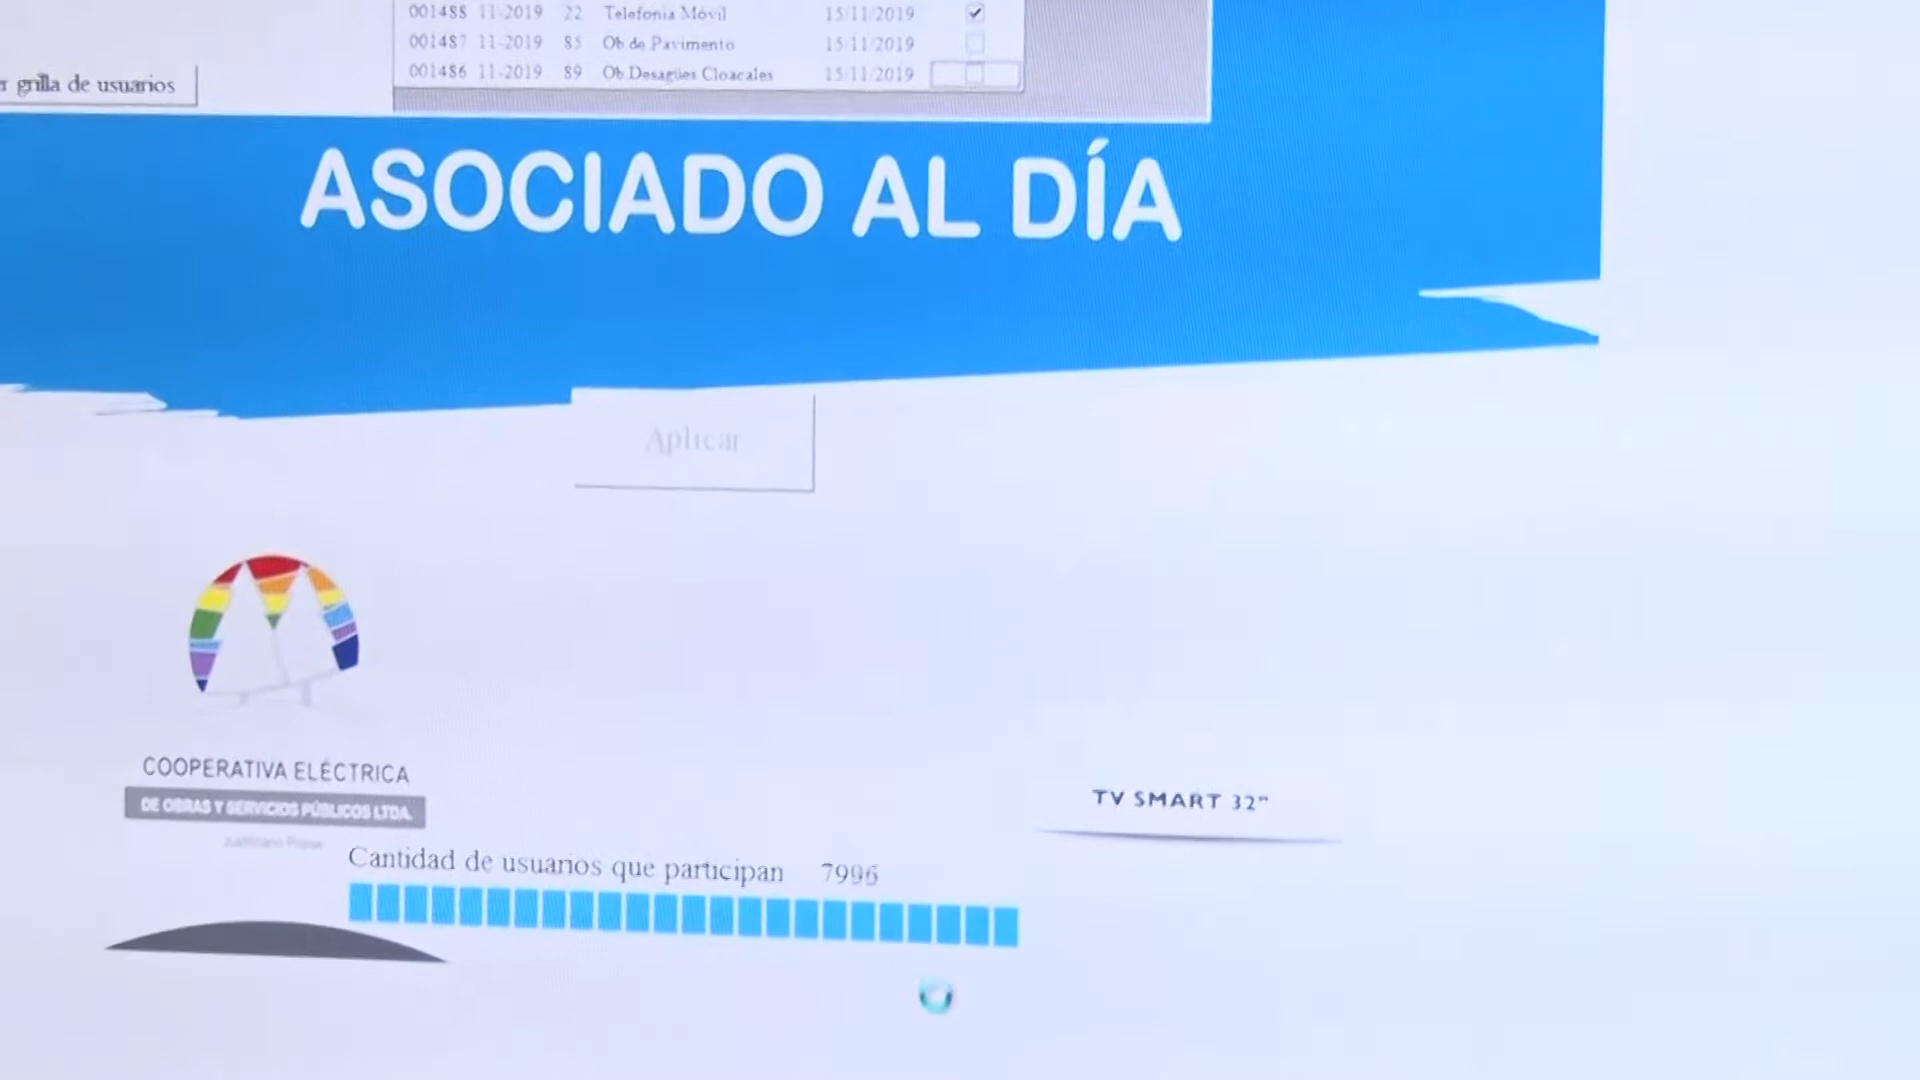 001488 11-2019 22 Telefonía Móvil 15/11/2019
001487 11-2019 85 Ob.de Pavimento 15/11/2019
001486 11-2019 89 Ob.Desagües Cloacales 15/11/2019
r grilla de usuarios
ASOCIADO AL DÍA
Aplicar
COOPERATIVA ELÉCTRICA
DE OBRAS Y SERVICIOS PÚBLICOS LTDA.
TV SMART 32"
Cantidad de usuarios que participan 7996